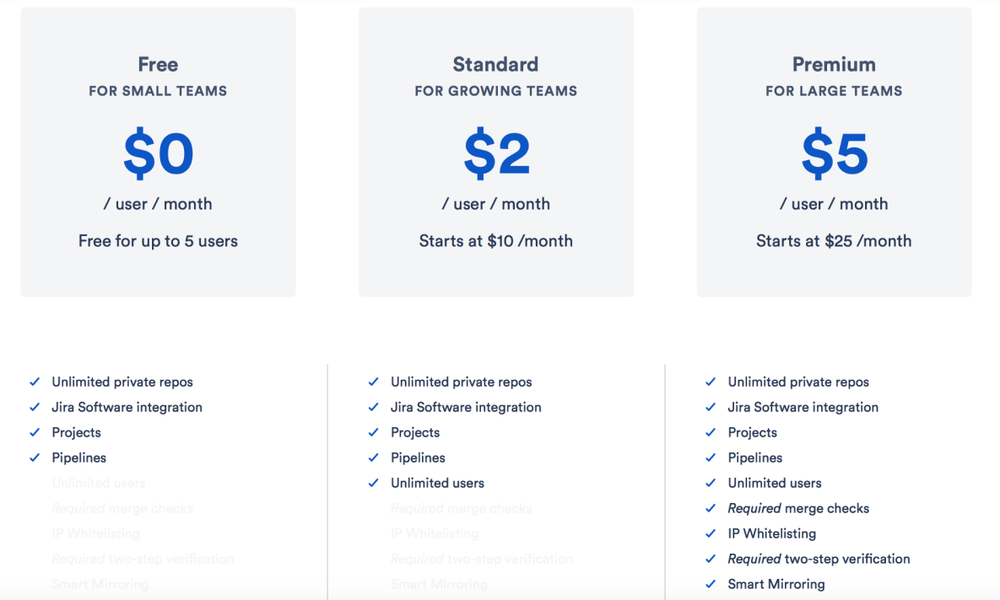 Free
FOR SMALL TEAMS
$0
/ user / month
Free for up to 5 users
Standard
FOR GROWING TEAMS
$2
/ user / month
Starts at $10 /month
Premium
FOR LARGE TEAMS
$5
/ user / month
Starts at $25 /month
Unlimited private repos
Jira Software integration
Projects
Pipelines
Unlimited users
Required merge checks
IP Whitelisting
Required two-step verification
Smart Mirroring
Unlimited private repos
Jira Software integration
Projects
Pipelines
Unlimited users
Required merge checks
IP Whitelisting
Required two-step verification
Smart Mirroring
Unlimited private repos
Jira Software integration
Projects
Pipelines
Unlimited users
Required merge checks
IP Whitelisting
Required two-step verification
Smart Mirroring